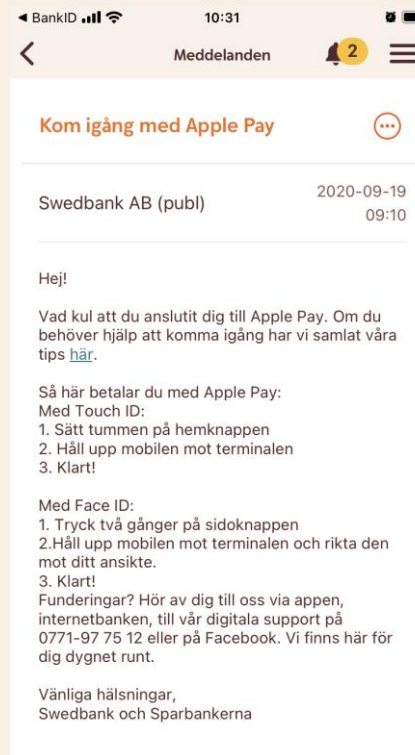 BankID
10:31
Meddelanden
2
Kom igång med Apple Pay
Swedbank AB (publ)
2020-09-19
09:10
Hej!
Vad kul att du anslutit dig till Apple Pay. Om du
behöver hjälp att komma igång har vi samlat våra
tips här.
Så här betalar du med Apple Pay:
Med Touch ID:
1. Sätt tummen på hemknappen
2. Håll upp mobilen mot terminalen
3. Klart!
Med Face ID:
1. Tryck två gånger på sidoknappen
2.Håll upp mobilen mot terminalen och rikta den
mot ditt ansikte.
3. Klart!
Funderingar? Hör av dig till oss via appen,
internetbanken, till vår digitala support på
0771-97 75 12 eller på Facebook. Vi finns här för
dig dygnet runt.
Vänliga hälsningar,
Swedbank och Sparbankerna